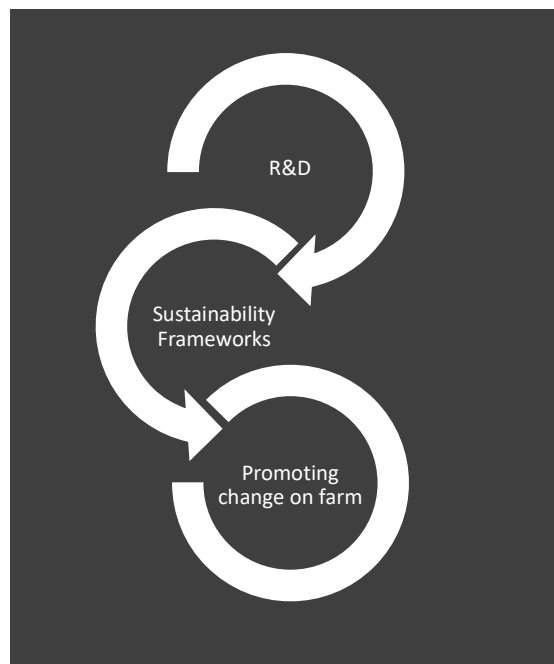 R&D
Sustainability
Frameworks
Promoting
change on farm